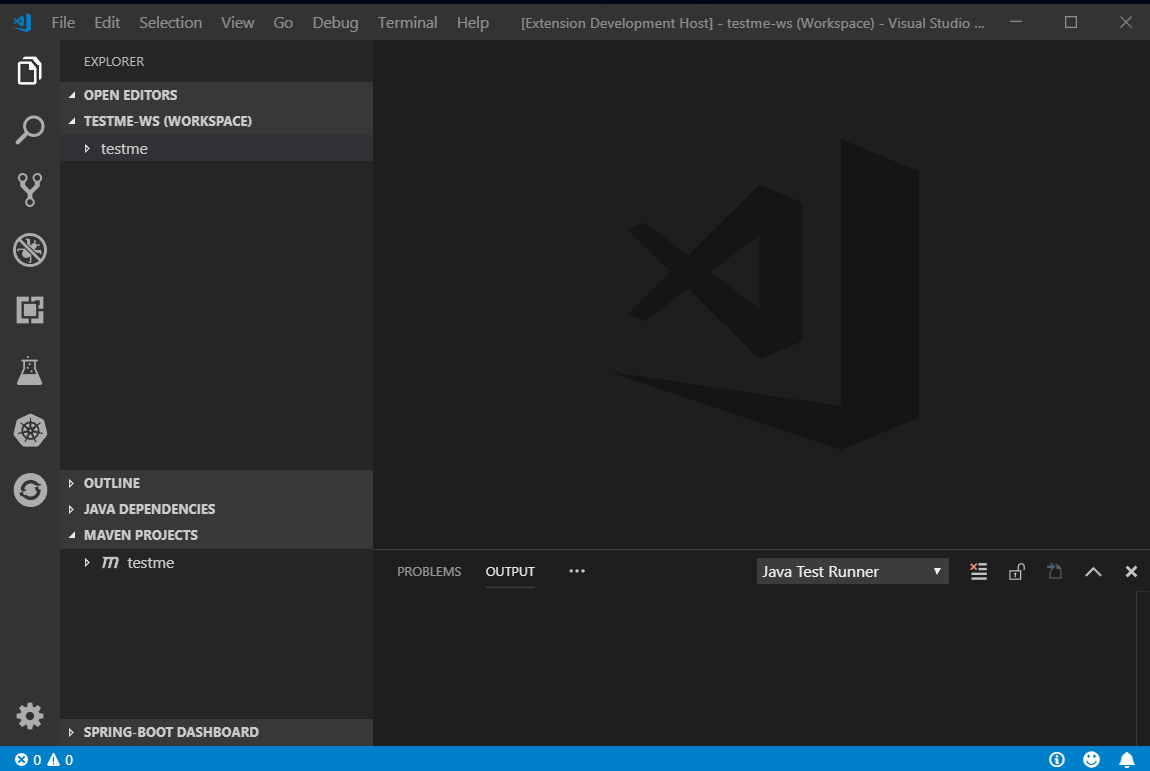 File Edit Selection View Go Debug Terminal Help [Extension Development Host] - testme-ws (Workspace) - Visual Studio ...
EXPLORER
OPEN EDITORS
TESTME-WS (WORKSPACE)
testme
OUTLINE
JAVA DEPENDENCIES
MAVEN PROJECTS
m testme
SPRING-BOOT DASHBOARD
PROBLEMS OUTPUT ... Java Test Runner
0 0